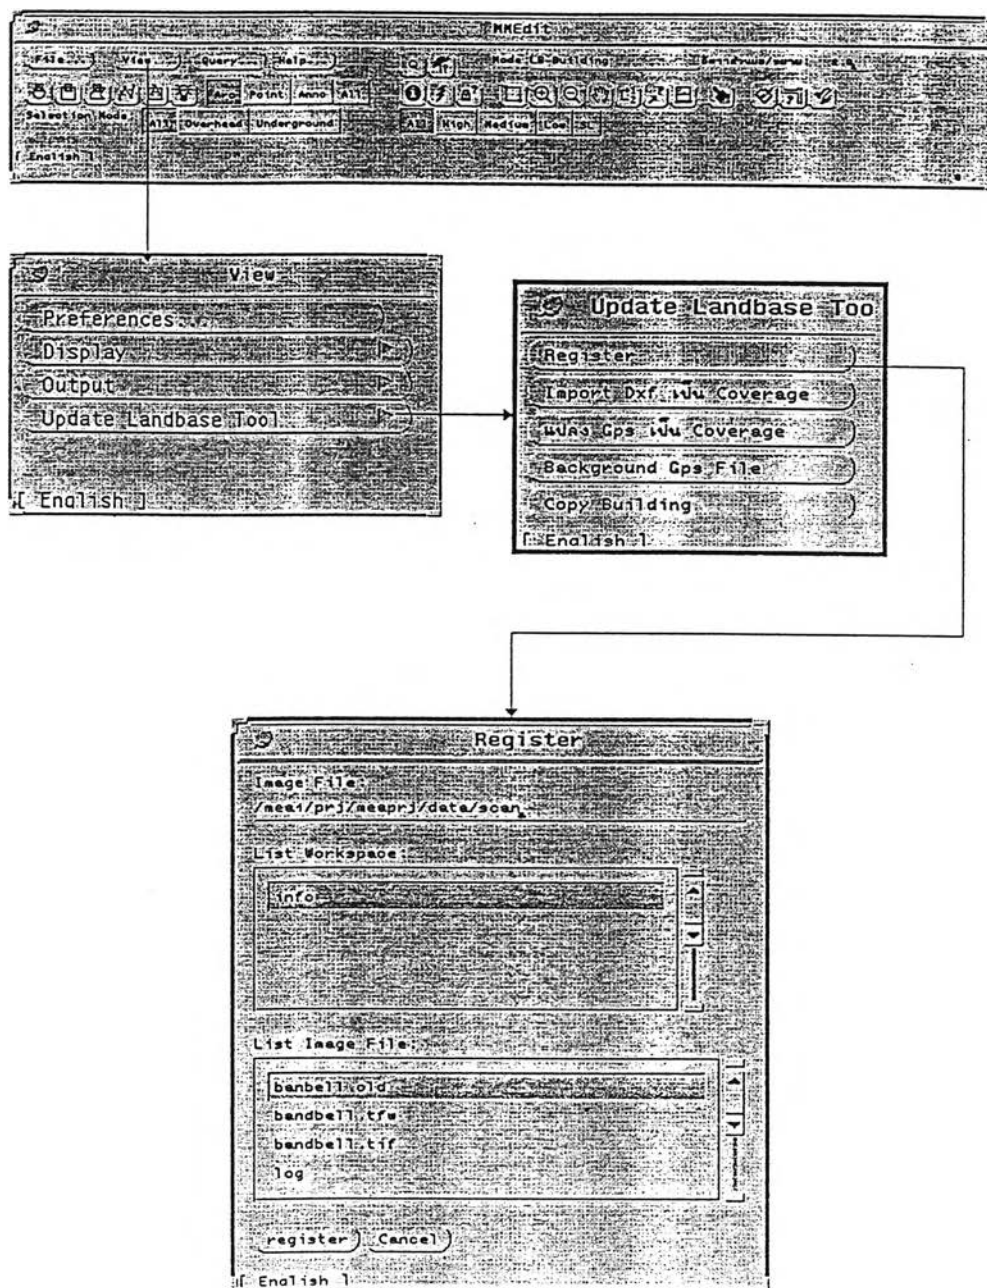 MMEdit
File... View... Query... Help... Mode LB-Building
Arc Point Anno All
Selection Mode: All Overhead Underground All High Medium Low SL
[ English ]
View
Preferences...
Display
Output
Update Landbase Tool
[ English ]
Update Landbase Too
Register
Import Dxf เป็น Coverage
แปลง Gps เป็น Coverage
Background Gps File
Copy Building
[ English ]
Register
Image File:
/mea1/prj/meaprj/data/scan
List Workspace:
info
List Image File:
banbell.old
bandbell.tfw
bandbell.tif
log
register Cancel
[ English ]